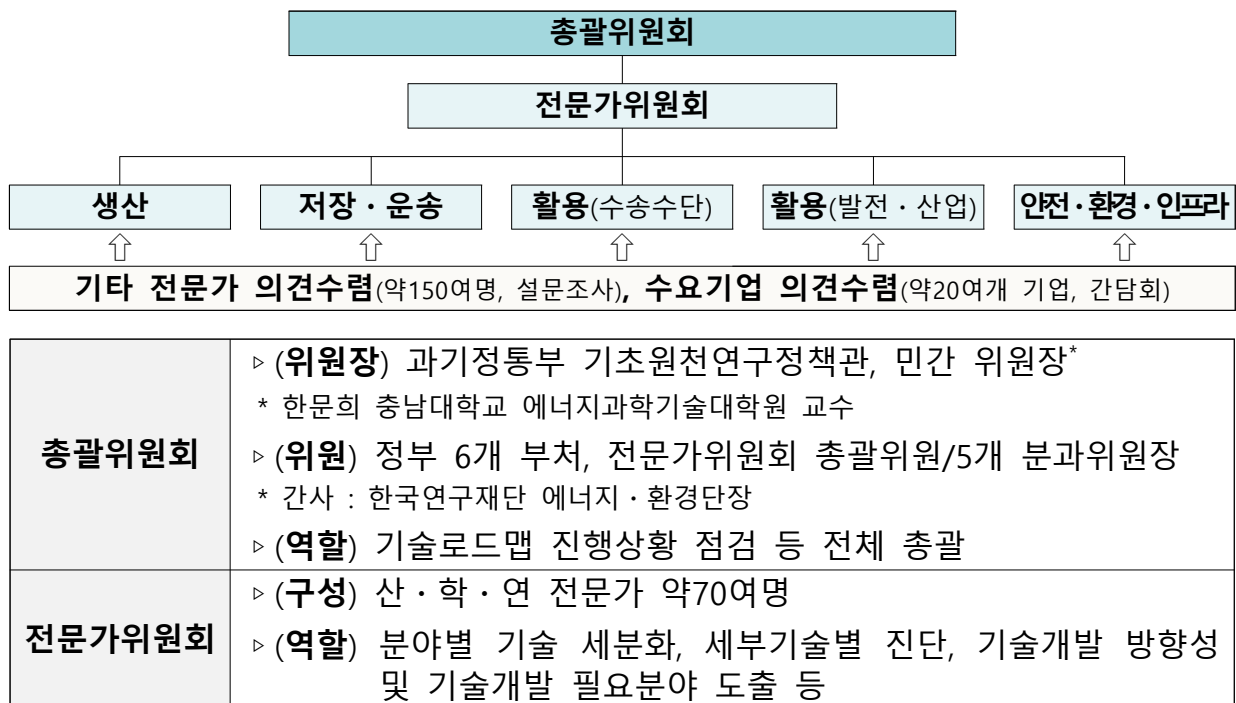 총괄위원회
전문가위원회
생산
저장・운송
활용(수송수단)
활용(발전・산업)
안전・환경・인프라
기타 전문가 의견수렴(약150여명, 설문조사), 수요기업 의견수렴(약20여개 기업, 간담회)
총괄위원회
▹(위원장) 과기정통부 기초원천연구정책관, 민간 위원장*
* 한문희 충남대학교 에너지과학기술대학원 교수
▹(위원) 정부 6개 부처, 전문가위원회 총괄위원/5개 분과위원장
* 간사 : 한국연구재단 에너지・환경단장
▹(역할) 기술로드맵 진행상황 점검 등 전체 총괄
전문가위원회
▹(구성) 산・학・연 전문가 약70여명
▹(역할) 분야별 기술 세분화, 세부기술별 진단, 기술개발 방향성
및 기술개발 필요분야 도출 등